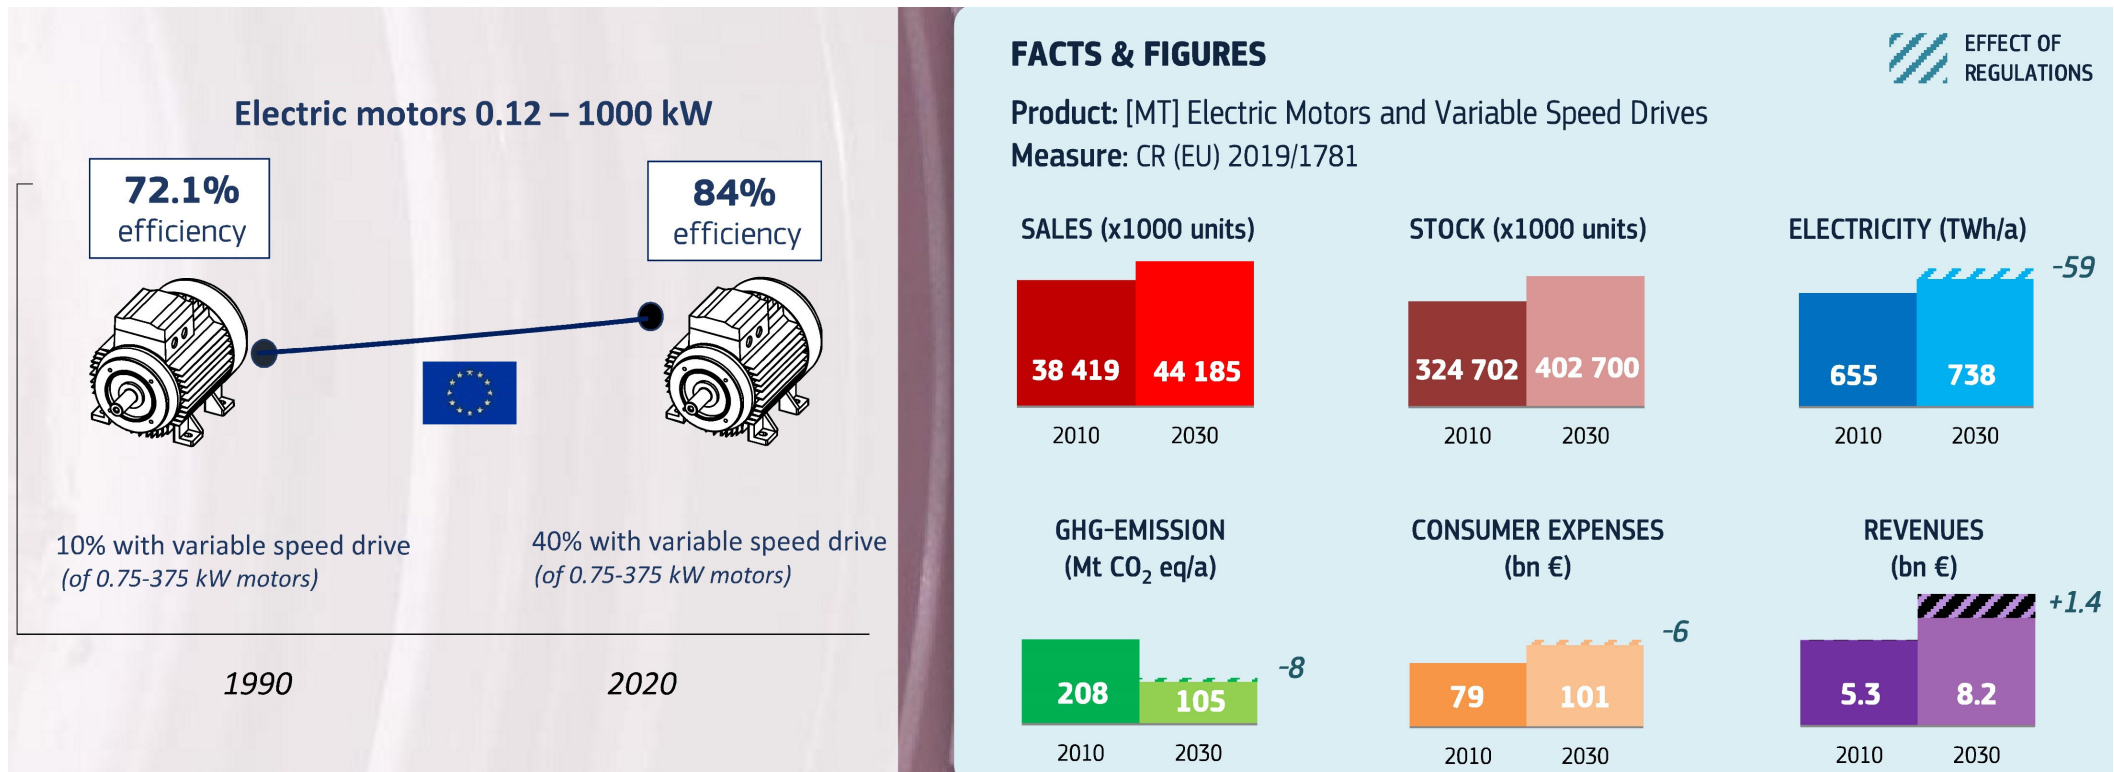 Electric motors 0.12 – 1000 kW
72.1%
efficiency
84%
efficiency
10% with variable speed drive
(of 0.75-375 kW motors)
40% with variable speed drive
(of 0.75-375 kW motors)
1990
2020
FACTS & FIGURES
EFFECT OF
REGULATIONS
Product: [MT] Electric Motors and Variable Speed Drives
Measure: CR (EU) 2019/1781
SALES (x1000 units)
38 419
44 185
2010
2030
STOCK (x1000 units)
324 702
402 700
2010
2030
ELECTRICITY (TWh/a)
-59
655
738
2010
2030
GHG-EMISSION
(Mt CO₂ eq/a)
-8
208
105
2010
2030
CONSUMER EXPENSES
(bn €)
-6
79
101
2010
2030
REVENUES
(bn €)
+1.4
5.3
8.2
2010
2030